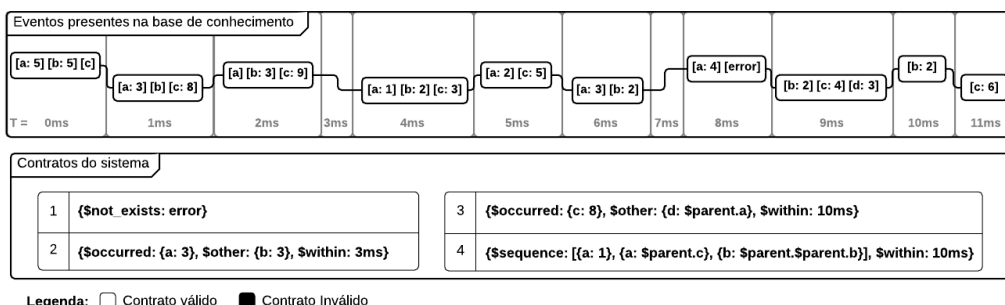 Eventos presentes na base de conhecimento
[a: 5] [b: 5] [c]
[a: 3] [b] [c: 8]
[a] [b: 3] [c: 9]
[a: 1] [b: 2] [c: 3]
[a: 2] [c: 5]
[a: 3] [b: 2]
[a: 4] [error]
[b: 2] [c: 4] [d: 3]
[b: 2]
[c: 6]
T = 0ms 1ms 2ms 3ms 4ms 5ms 6ms 7ms 8ms 9ms 10ms 11ms
Contratos do sistema
1 {$not_exists: error}
2 {$occurred: {a: 3}, $other: {b: 3}, $within: 3ms}
3 {$occurred: {c: 8}, $other: {d: $parent.a}, $within: 10ms}
4 {$sequence: [{a: 1}, {a: $parent.c}, {b: $parent.$parent.b}], $within: 10ms}
Legenda: Contrato válido Contrato Inválido